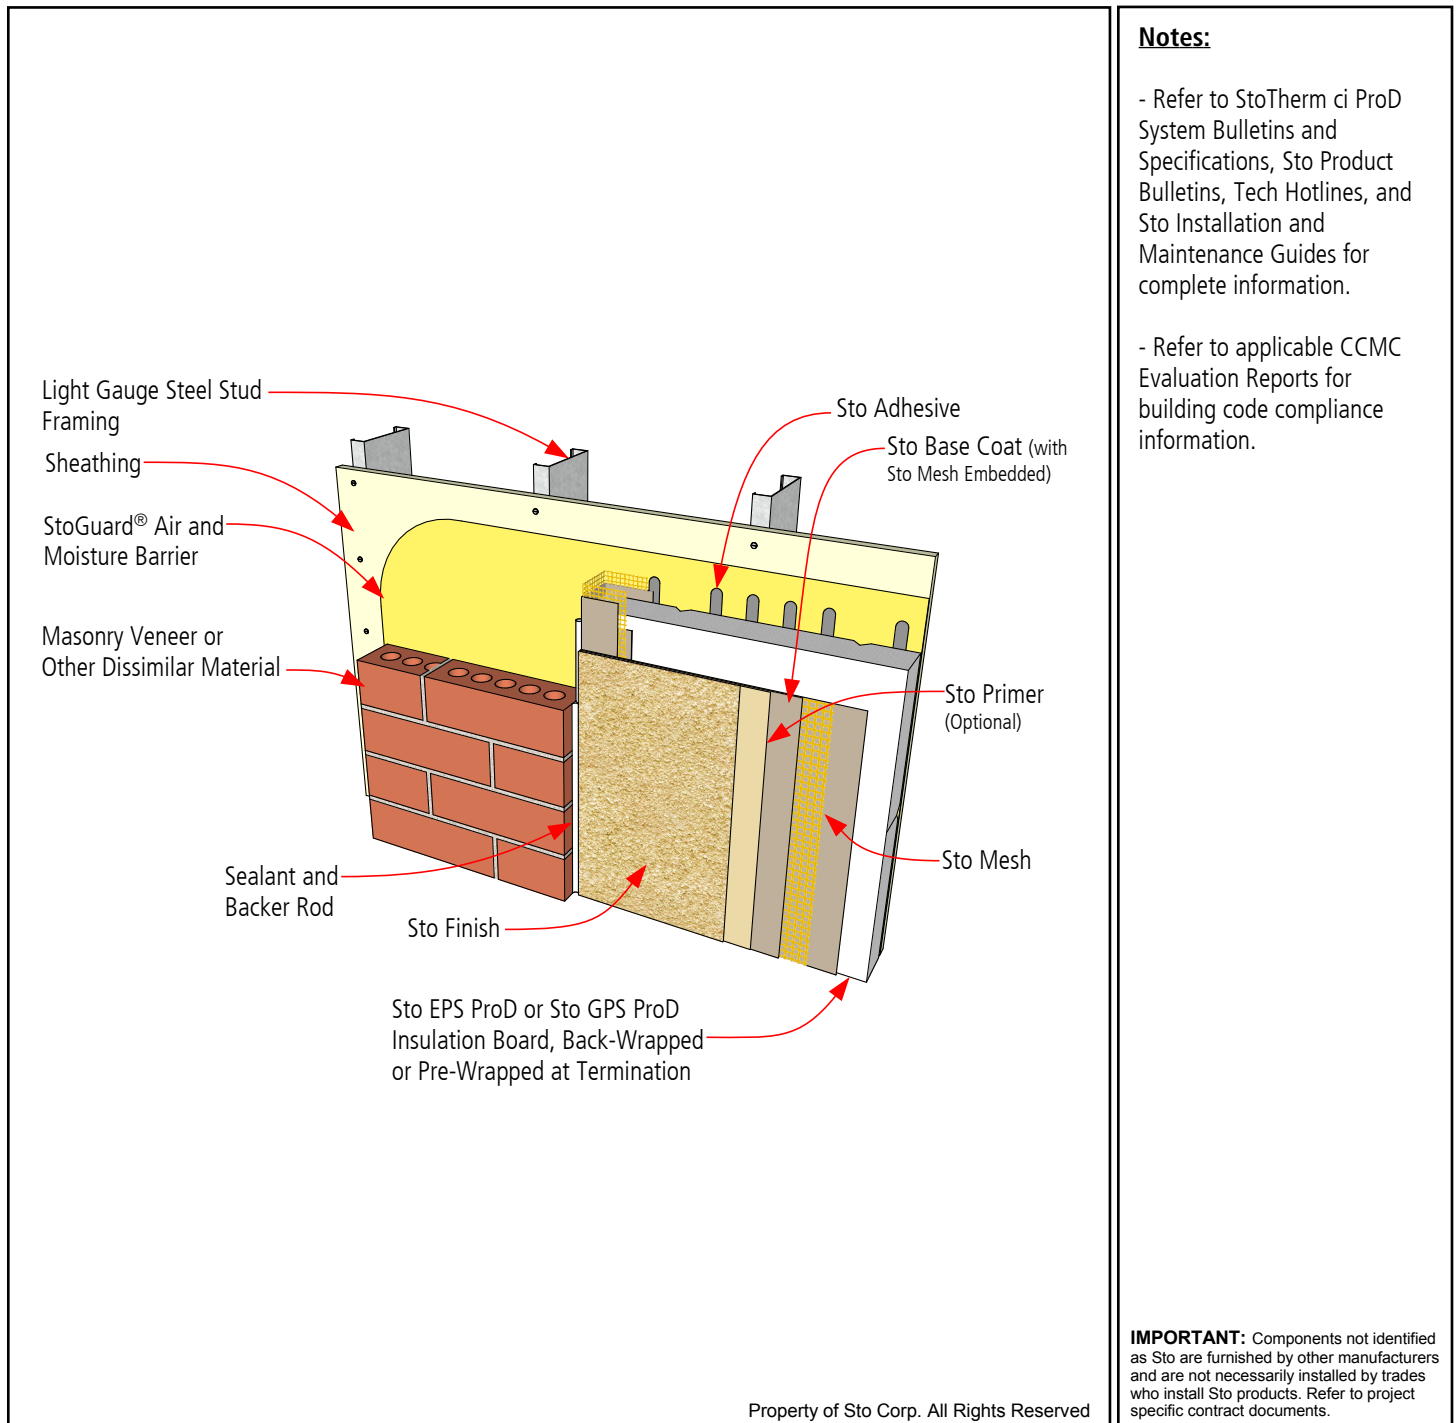 Light Gauge Steel Stud
Framing
Sheathing
StoGuard® Air and
Moisture Barrier
Masonry Veneer or
Other Dissimilar Material
Sealant and
Backer Rod
Sto Finish
Sto EPS ProD or Sto GPS ProD
Insulation Board, Back-Wrapped
or Pre-Wrapped at Termination
Sto Adhesive
Sto Base Coat (with
Sto Mesh Embedded)
Sto Primer
(Optional)
Sto Mesh
Property of Sto Corp. All Rights Reserved
Notes:
- Refer to StoTherm ci ProD
System Bulletins and
Specifications, Sto Product
Bulletins, Tech Hotlines, and
Sto Installation and
Maintenance Guides for
complete information.
- Refer to applicable CCMC
Evaluation Reports for
building code compliance
information.
IMPORTANT: Components not identified
as Sto are furnished by other manufacturers
and are not necessarily installed by trades
who install Sto products. Refer to project
specific contract documents.